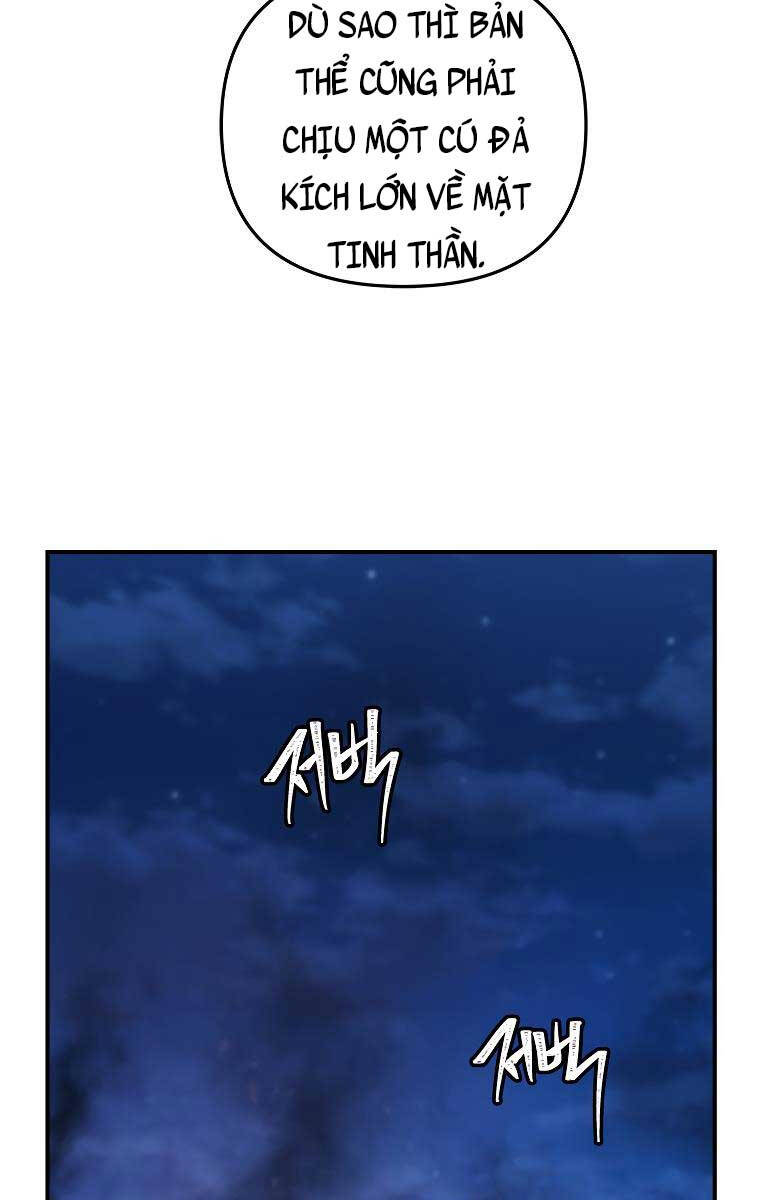 DÙ SAO THÌ BẢN
THỂ CŨNG PHẢI
CHỊU MỘT CÚ ĐẢ
KÍCH LỚN VỀ MẶT
TINH THẦN.
저벅
저벅